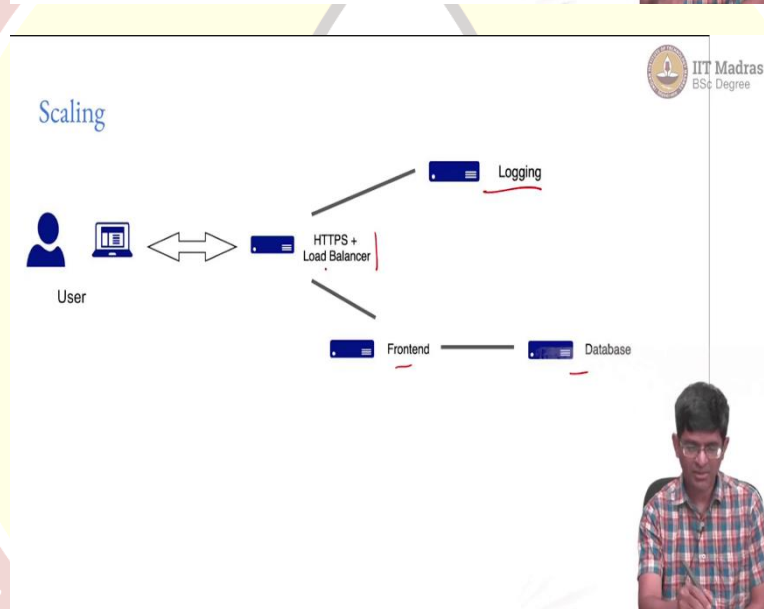 IIT Madras
BSc Degree
Scaling
Logging
HTTPS +
Load Balancer
User
Frontend
Database